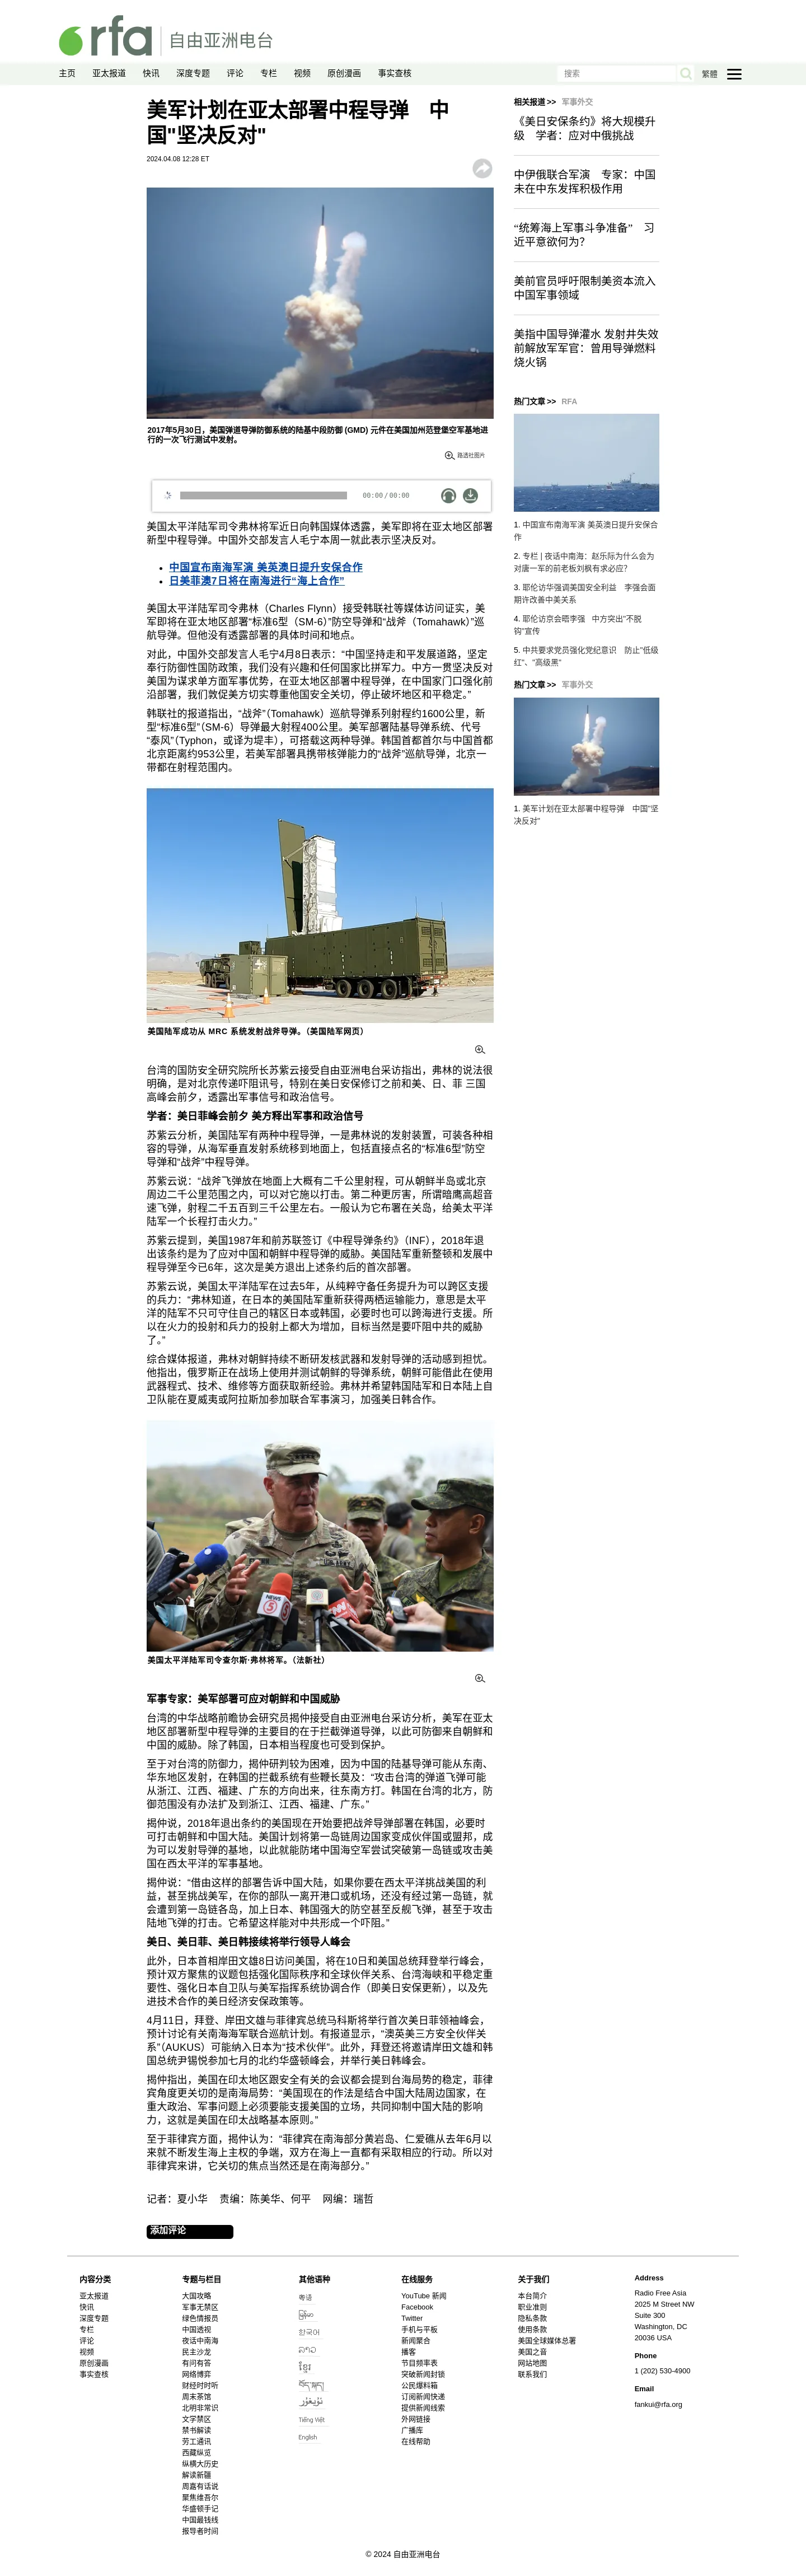 rfa 自由亚洲电台
主页 亚太报道 快讯 深度专题 评论 专栏 视频 原创漫画 事实查核 搜索 繁體
美军计划在亚太部署中程导弹 中
国"坚决反对"
2024.04.08 12:28 ET
2017年5月30日，美国弹道导弹防御系统的陆基中段防御 (GMD) 元件在美国加州范登堡空军基地进
行的一次飞行测试中发射。
路透社图片
00:00 / 00:00
美国太平洋陆军司令弗林将军近日向韩国媒体透露，美军即将在亚太地区部署
新型中程导弹。中国外交部发言人毛宁本周一就此表示坚决反对。
中国宣布南海军演 美英澳日提升安保合作
日美菲澳7日将在南海进行“海上合作”
美国太平洋陆军司令弗林（Charles Flynn）接受韩联社等媒体访问证实，美
军即将在亚太地区部署“标准6型（SM-6）”防空导弹和“战斧（Tomahawk）”巡
航导弹。但他没有透露部署的具体时间和地点。
对此，中国外交部发言人毛宁4月8日表示：“中国坚持走和平发展道路，坚定
奉行防御性国防政策，我们没有兴趣和任何国家比拼军力。中方一贯坚决反对
美国为谋求单方面军事优势，在亚太地区部署中程导弹，在中国家门口强化前
沿部署，我们敦促美方切实尊重他国安全关切，停止破坏地区和平稳定。”
韩联社的报道指出，“战斧”（Tomahawk）巡航导弹系列射程约1600公里，新
型“标准6型”（SM-6）导弹最大射程400公里。美军部署陆基导弹系统、代号
“泰风”（Typhon，或译为堤丰），可搭载这两种导弹。韩国首都首尔与中国首都
北京距离约953公里，若美军部署具携带核弹能力的“战斧”巡航导弹，北京一
带都在射程范围内。
美国陆军成功从 MRC 系统发射战斧导弹。（美国陆军网页）
台湾的国防安全研究院所长苏紫云接受自由亚洲电台采访指出，弗林的说法很
明确，是对北京传递吓阻讯号，特别在美日安保修订之前和美、日、菲 三国
高峰会前夕，透露出军事信号和政治信号。
学者：美日菲峰会前夕 美方释出军事和政治信号
苏紫云分析，美国陆军有两种中程导弹，一是弗林说的发射装置，可装各种相
容的导弹，从海军垂直发射系统移到地面上，包括直接点名的“标准6型”防空
导弹和“战斧”中程导弹。
苏紫云说：“战斧飞弹放在地面上大概有二千公里射程，可从朝鲜半岛或北京
周边二千公里范围之内，可以对它施以打击。第二种更厉害，所谓暗鹰高超音
速飞弹，射程二千五百到三千公里左右。一般认为它布署在关岛，给美太平洋
陆军一个长程打击火力。”
苏紫云提到，美国1987年和前苏联签订《中程导弹条约》（INF），2018年退
出该条约是为了应对中国和朝鲜中程导弹的威胁。美国陆军重新整顿和发展中
程导弹至今已6年，这次是美方退出上述条约后的首次部署。
苏紫云说，美国太平洋陆军在过去5年，从纯粹守备任务提升为可以跨区支援
的兵力：“弗林知道，在日本的美国陆军重新获得两栖运输能力，意思是太平
洋的陆军不只可守住自己的辖区日本或韩国，必要时也可以跨海进行支援。所
以在火力的投射和兵力的投射上都大为增加，目标当然是要吓阻中共的威胁
了。”
综合媒体报道，弗林对朝鲜持续不断研发核武器和发射导弹的活动感到担忧。
他指出，俄罗斯正在战场上使用并测试朝鲜的导弹系统，朝鲜可能借此在使用
武器程式、技术、维修等方面获取新经验。弗林并希望韩国陆军和日本陆上自
卫队能在夏威夷或阿拉斯加参加联合军事演习，加强美日韩合作。
美国太平洋陆军司令查尔斯·弗林将军。（法新社）
军事专家：美军部署可应对朝鲜和中国威胁
台湾的中华战略前瞻协会研究员揭仲接受自由亚洲电台采访分析，美军在亚太
地区部署新型中程导弹的主要目的在于拦截弹道导弹，以此可防御来自朝鲜和
中国的威胁。除了韩国，日本相当程度也可受到保护。
至于对台湾的防御力，揭仲研判较为困难，因为中国的陆基导弹可能从东南、
华东地区发射，在韩国的拦截系统有些鞭长莫及：“攻击台湾的弹道飞弹可能
从浙江、江西、福建、广东的方向出来，往东南方打。韩国在台湾的北方，防
御范围没有办法扩及到浙江、江西、福建、广东。”
揭仲说，2018年退出条约的美国现在开始要把战斧导弹部署在韩国，必要时
可打击朝鲜和中国大陆。美国计划将第一岛链周边国家变成伙伴国或盟邦，成
为可以发射导弹的基地，以此就能防堵中国海空军尝试突破第一岛链或攻击美
国在西太平洋的军事基地。
揭仲说：“借由这样的部署告诉中国大陆，如果你要在西太平洋挑战美国的利
益，甚至挑战美军，在你的部队一离开港口或机场，还没有经过第一岛链，就
会遭到第一岛链各岛，加上日本、韩国强大的防空甚至反舰飞弹，甚至于攻击
陆地飞弹的打击。它希望这样能对中共形成一个吓阻。”
美日、美日菲、美日韩接续将举行领导人峰会
此外，日本首相岸田文雄8日访问美国，将在10日和美国总统拜登举行峰会，
预计双方聚焦的议题包括强化国际秩序和全球伙伴关系、台湾海峡和平稳定重
要性、强化日本自卫队与美军指挥系统协调合作（即美日安保更新），以及先
进技术合作的美日经济安保政策等。
4月11日，拜登、岸田文雄与菲律宾总统马科斯将举行首次美日菲领袖峰会，
预计讨论有关南海海军联合巡航计划。有报道显示，“澳英美三方安全伙伴关
系”（AUKUS）可能纳入日本为“技术伙伴”。此外，拜登还将邀请岸田文雄和韩
国总统尹锡悦参加七月的北约华盛顿峰会，并举行美日韩峰会。
揭仲指出，美国在印太地区跟安全有关的会议都会提到台海局势的稳定，菲律
宾角度更关切的是南海局势：“美国现在的作法是结合中国大陆周边国家，在
重大政治、军事问题上必须要能支援美国的立场，共同抑制中国大陆的影响
力，这就是美国在印太战略基本原则。”
至于菲律宾方面，揭仲认为：“菲律宾在南海部分黄岩岛、仁爱礁从去年6月以
来就不断发生海上主权的争端，双方在海上一直都有采取相应的行动。所以对
菲律宾来讲，它关切的焦点当然还是在南海部分。”
记者：夏小华 责编：陈美华、何平 网编：瑞哲
添加评论
相关报道 >> 军事外交
《美日安保条约》将大规模升
级 学者：应对中俄挑战
中伊俄联合军演 专家：中国
未在中东发挥积极作用
“统筹海上军事斗争准备” 习
近平意欲何为？
美前官员呼吁限制美资本流入
中国军事领域
美指中国导弹灌水 发射井失效
前解放军军官：曾用导弹燃料
烧火锅
热门文章 >> RFA
1. 中国宣布南海军演 美英澳日提升安保合
作
2. 专栏 | 夜话中南海：赵乐际为什么会为
对唐一军的前老板刘枫有求必应？
3. 耶伦访华强调美国安全利益 李强会面
期许改善中美关系
4. 耶伦访京会晤李强 中方突出"不脱
钩"宣传
5. 中共要求党员强化党纪意识 防止"低级
红"、"高级黑"
热门文章 >> 军事外交
1. 美军计划在亚太部署中程导弹 中国"坚
决反对"
内容分类
亚太报道
快讯
深度专题
专栏
评论
视频
原创漫画
事实查核
专题与栏目
大国攻略
军事无禁区
绿色情报员
中国透视
夜话中南海
民主沙龙
有问有答
网络博弈
财经时时听
周末茶馆
北明非常识
文学禁区
禁书解读
劳工通讯
西藏纵览
纵横大历史
解读新疆
周嘉有话说
聚焦维吾尔
华盛顿手记
中国最钱线
报导者时间
其他语种
粤语
မြန်မာ
한국어
ລາວ
ខ្មែរ
བོད་སྐད།
ئۇيغۇر
Tiếng Việt
English
在线服务
YouTube 新闻
Facebook
Twitter
手机与平板
新闻聚合
播客
节目频率表
突破新闻封锁
公民爆料箱
订阅新闻快递
提供新闻线索
外网链接
广播库
在线帮助
关于我们
本台简介
职业准则
隐私条款
使用条款
美国全球媒体总署
美国之音
网站地图
联系我们
Address
Radio Free Asia
2025 M Street NW
Suite 300
Washington, DC
20036 USA
Phone
1 (202) 530-4900
Email
fankui@rfa.org
© 2024 自由亚洲电台